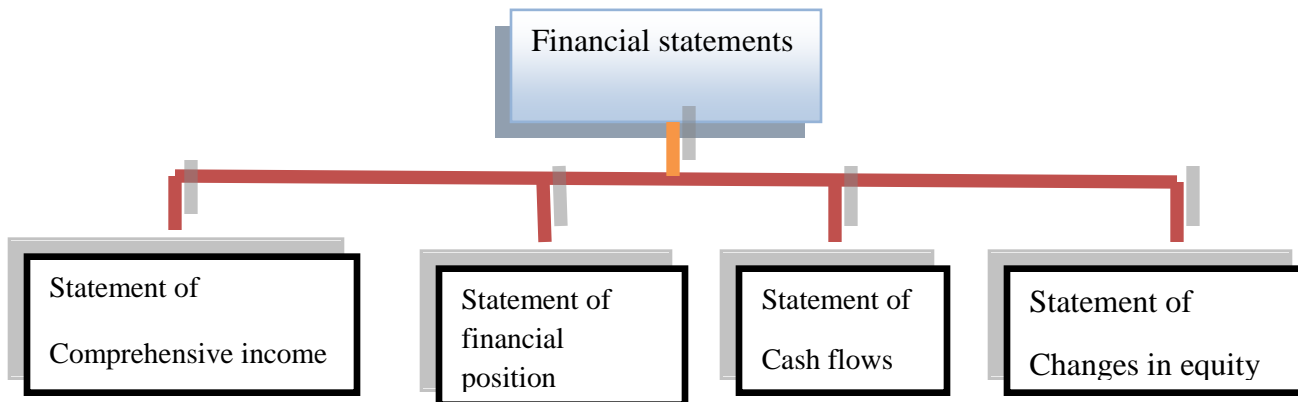 Financial statements
Statement of
Comprehensive income
Statement of
financial
position
Statement of
Cash flows
Statement of
Changes in equity